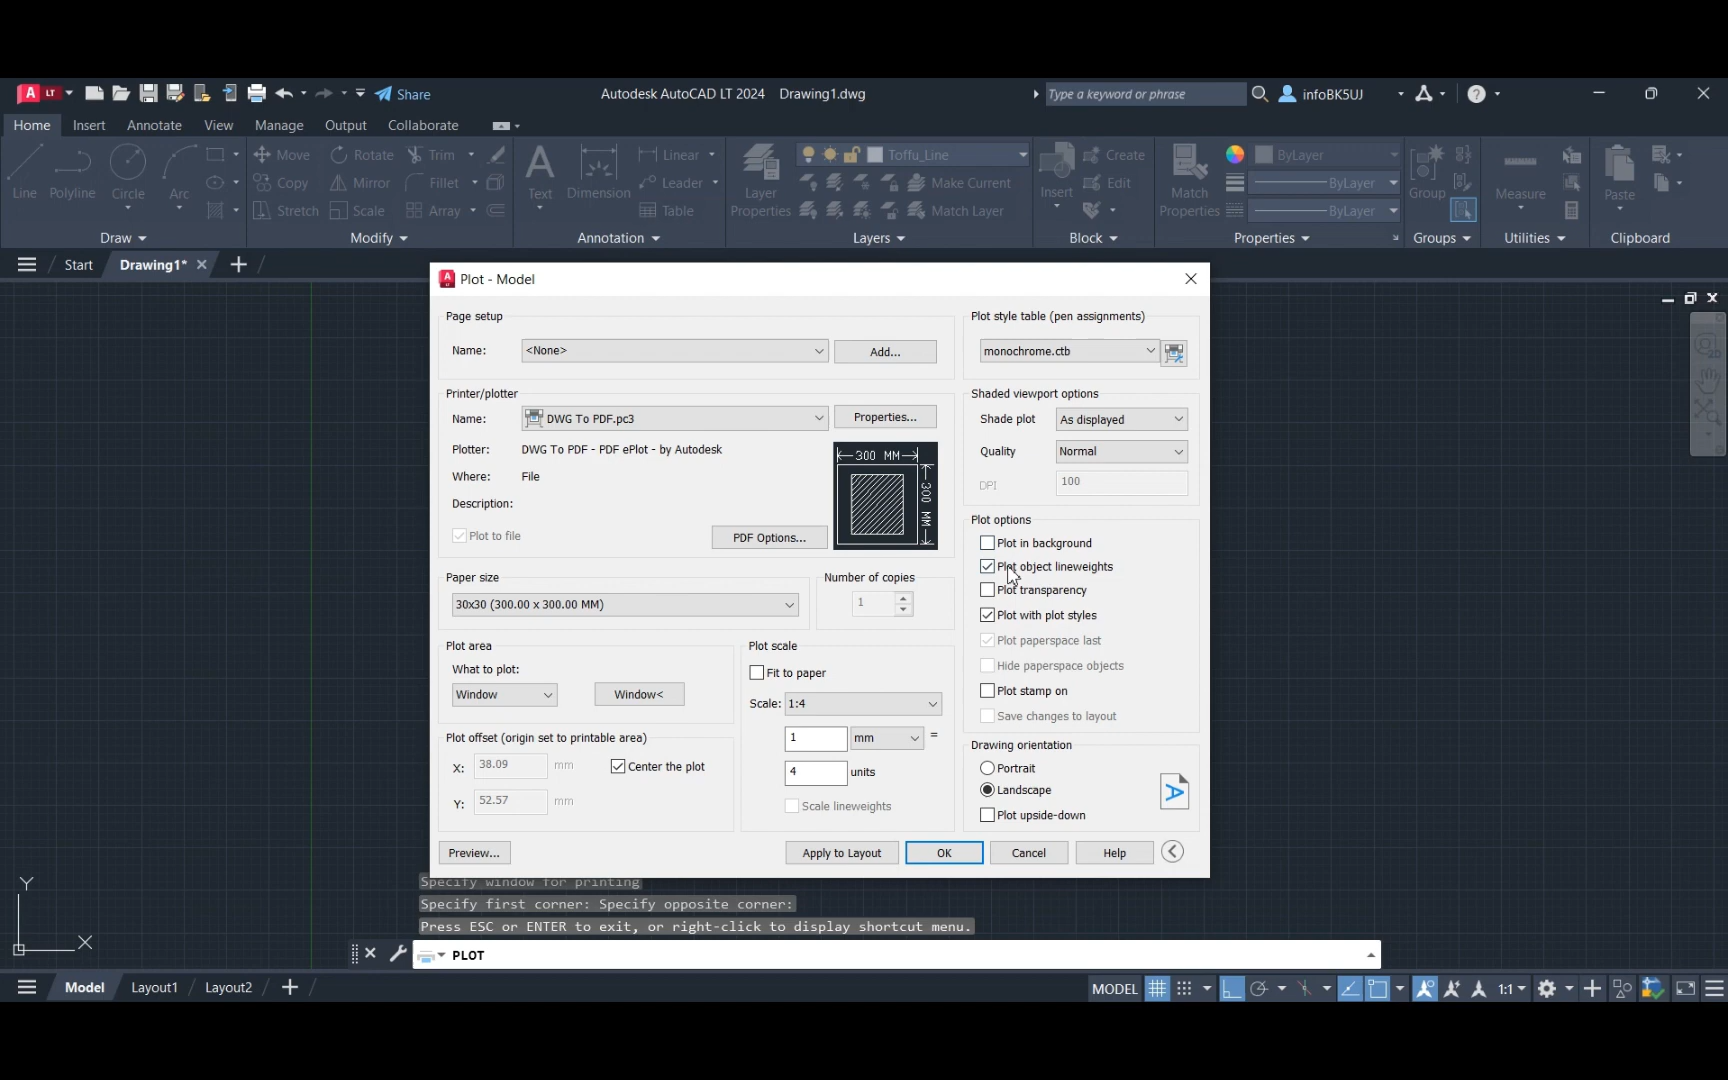 A LT Share Autodesk AutoCAD LT 2024 Drawing1.dwg Type a keyword or phrase infoBK5UJ
Home Insert Annotate View Manage Output Collaborate
Line Polyline Circle Arc
Move Rotate Trim
Copy Mirror Fillet
Stretch Scale Array
Text Dimension
Linear
Leader
Table
Layer Properties
Toffu_Line
Make Current
Match Layer
Insert
Create
Edit
Match Properties
ByLayer
ByLayer
ByLayer
Group
Measure
Paste
Draw Modify Annotation Layers Block Properties Groups Utilities Clipboard
Start Drawing1* +
Plot - Model
Page setup
Name: <None> Add...
Printer/plotter
Name: DWG To PDF.pc3 Properties...
Plotter: DWG To PDF - PDF ePlot - by Autodesk
Where: File
Description:
Plot to file PDF Options...
300 MM
300 MM
Paper size
30x30 (300.00 x 300.00 MM)
Number of copies
1
Plot area
What to plot:
Window Window<
Plot offset (origin set to printable area)
X: 38.09 mm Center the plot
Y: 52.57 mm
Plot scale
Fit to paper
Scale: 1:4
1 mm =
4 units
Scale lineweights
Plot style table (pen assignments)
monochrome.ctb
Shaded viewport options
Shade plot As displayed
Quality Normal
DPI 100
Plot options
Plot in background
Plot object lineweights
Plot transparency
Plot with plot styles
Plot paperspace last
Hide paperspace objects
Plot stamp on
Save changes to layout
Drawing orientation
Portrait
Landscape
Plot upside-down
A
Preview... Apply to Layout OK Cancel Help
Specify window for printing
Specify first corner: Specify opposite corner:
Press ESC or ENTER to exit, or right-click to display shortcut menu.
PLOT
Y
X
Model Layout1 Layout2 + MODEL 1:1